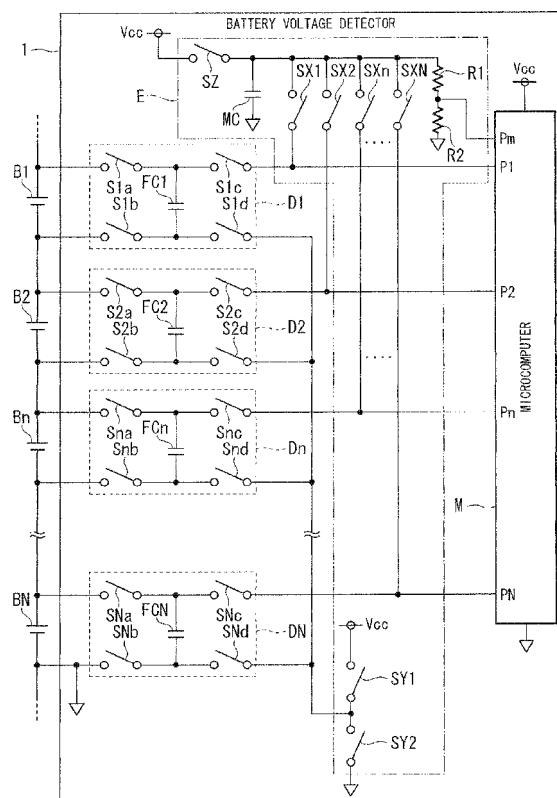 BATTERY VOLTAGE DETECTOR
1
Vcc
SZ
SX1
SX2
SXn
SXN
R1
Vcc
E
MC
R2
Pm
P1
B1
S1a
S1b
FC1
S1c
S1d
D1
B2
S2a
S2b
FC2
S2c
S2d
D2
P2
MICROCOMPUTER
Bn
Sna
Snb
FCn
Snc
Snd
Dn
Pn
M
BN
SNa
SNb
FCN
SNc
SNd
DN
PN
Vcc
SY1
SY2